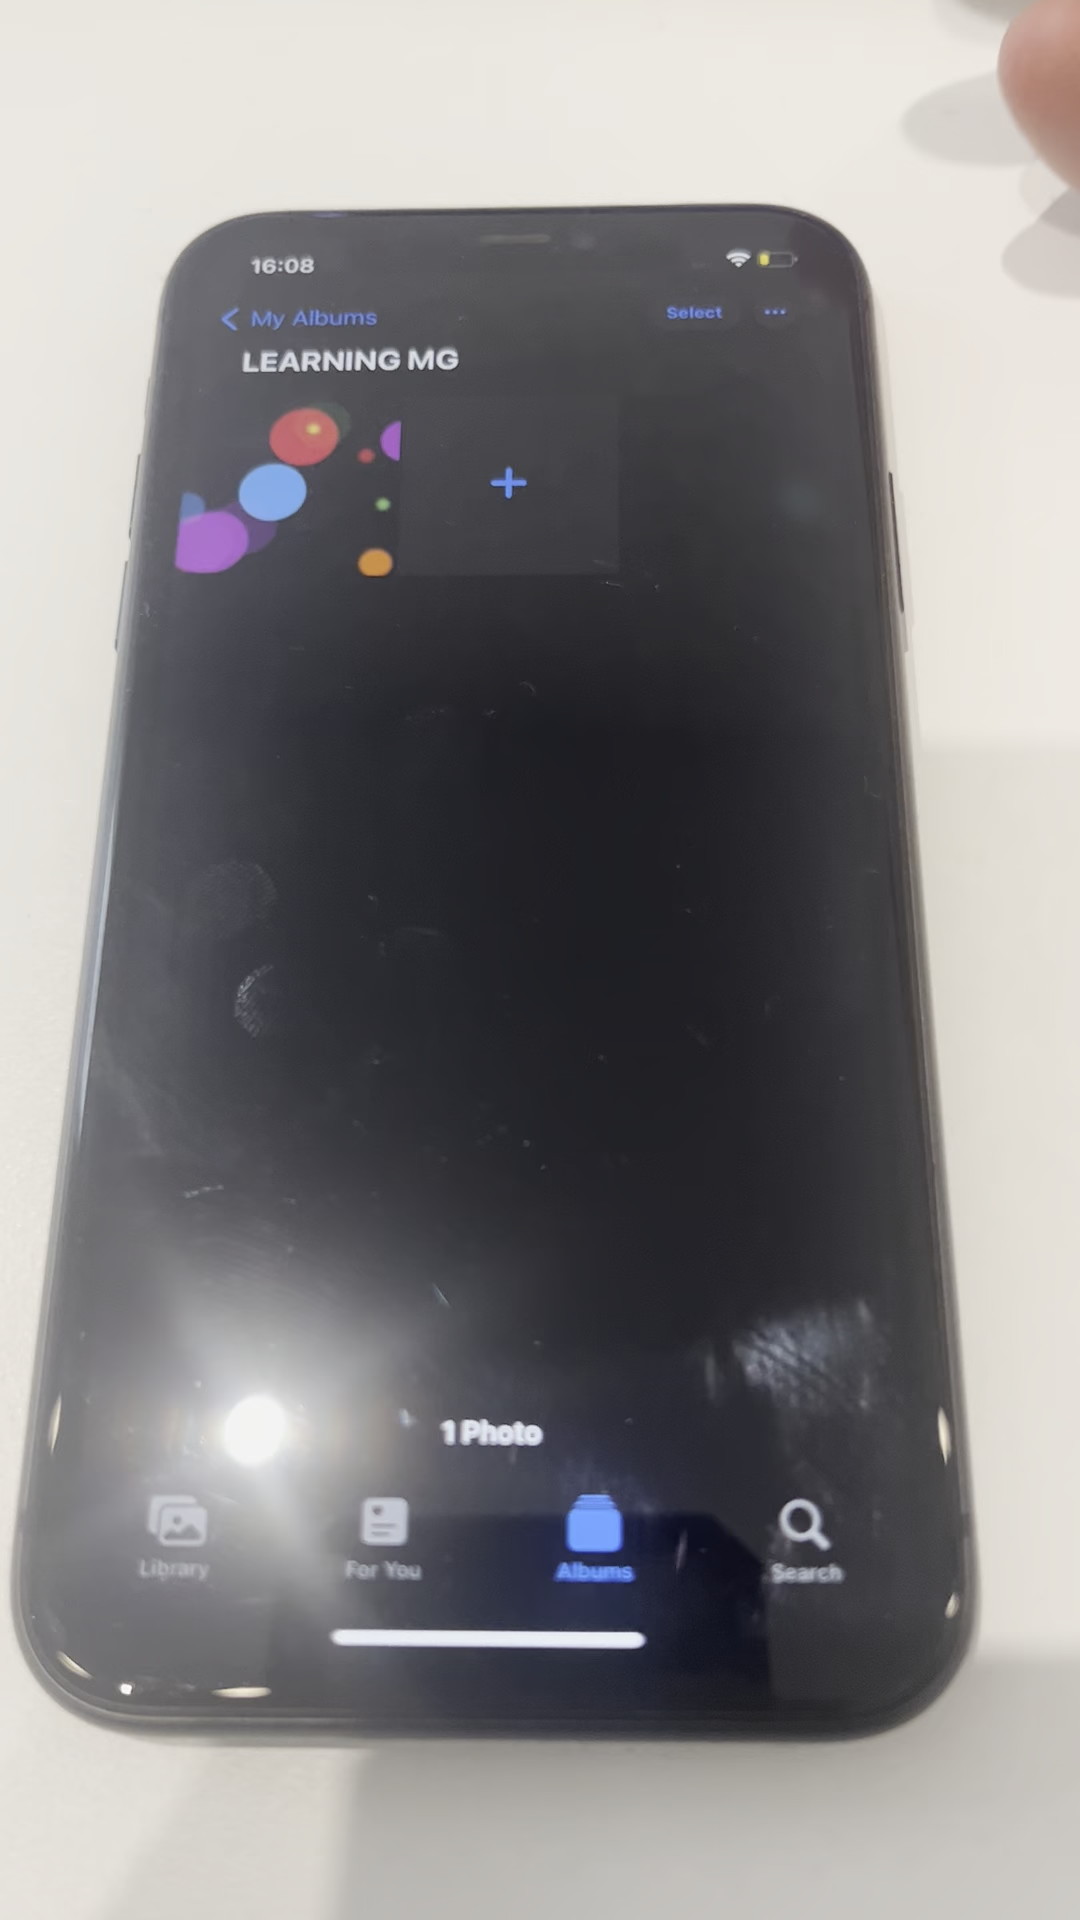 16:08
My Albums
Select
LEARNING MG
1 Photo
Library
For You
Albums
Search